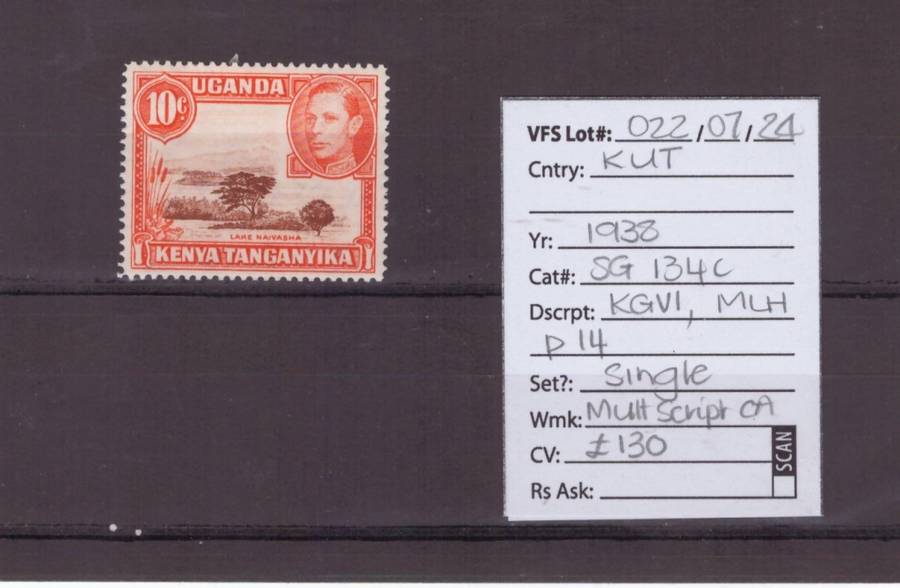 UGANDA
10c
LAKE NAIVASHA
KENYA TANGANYIKA
VFS Lot#: 022/07/24
Cntry: KUT
Yr: 1938
Cat#: SG 134c
Dscrpt: KGVI, MLH
P 14
Set?: Single
Wmk: Mult Script CA
CV: £130
SCAN
Rs Ask: